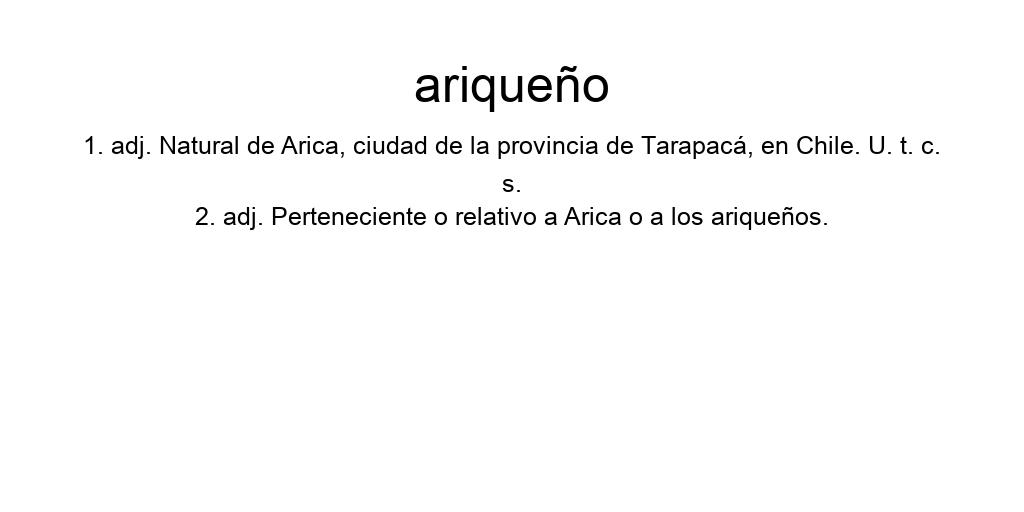 ariqueño
1. adj. Natural de Arica, ciudad de la provincia de Tarapacá, en Chile. U. t. c.
s.
2. adj. Perteneciente o relativo a Arica o a los ariqueños.